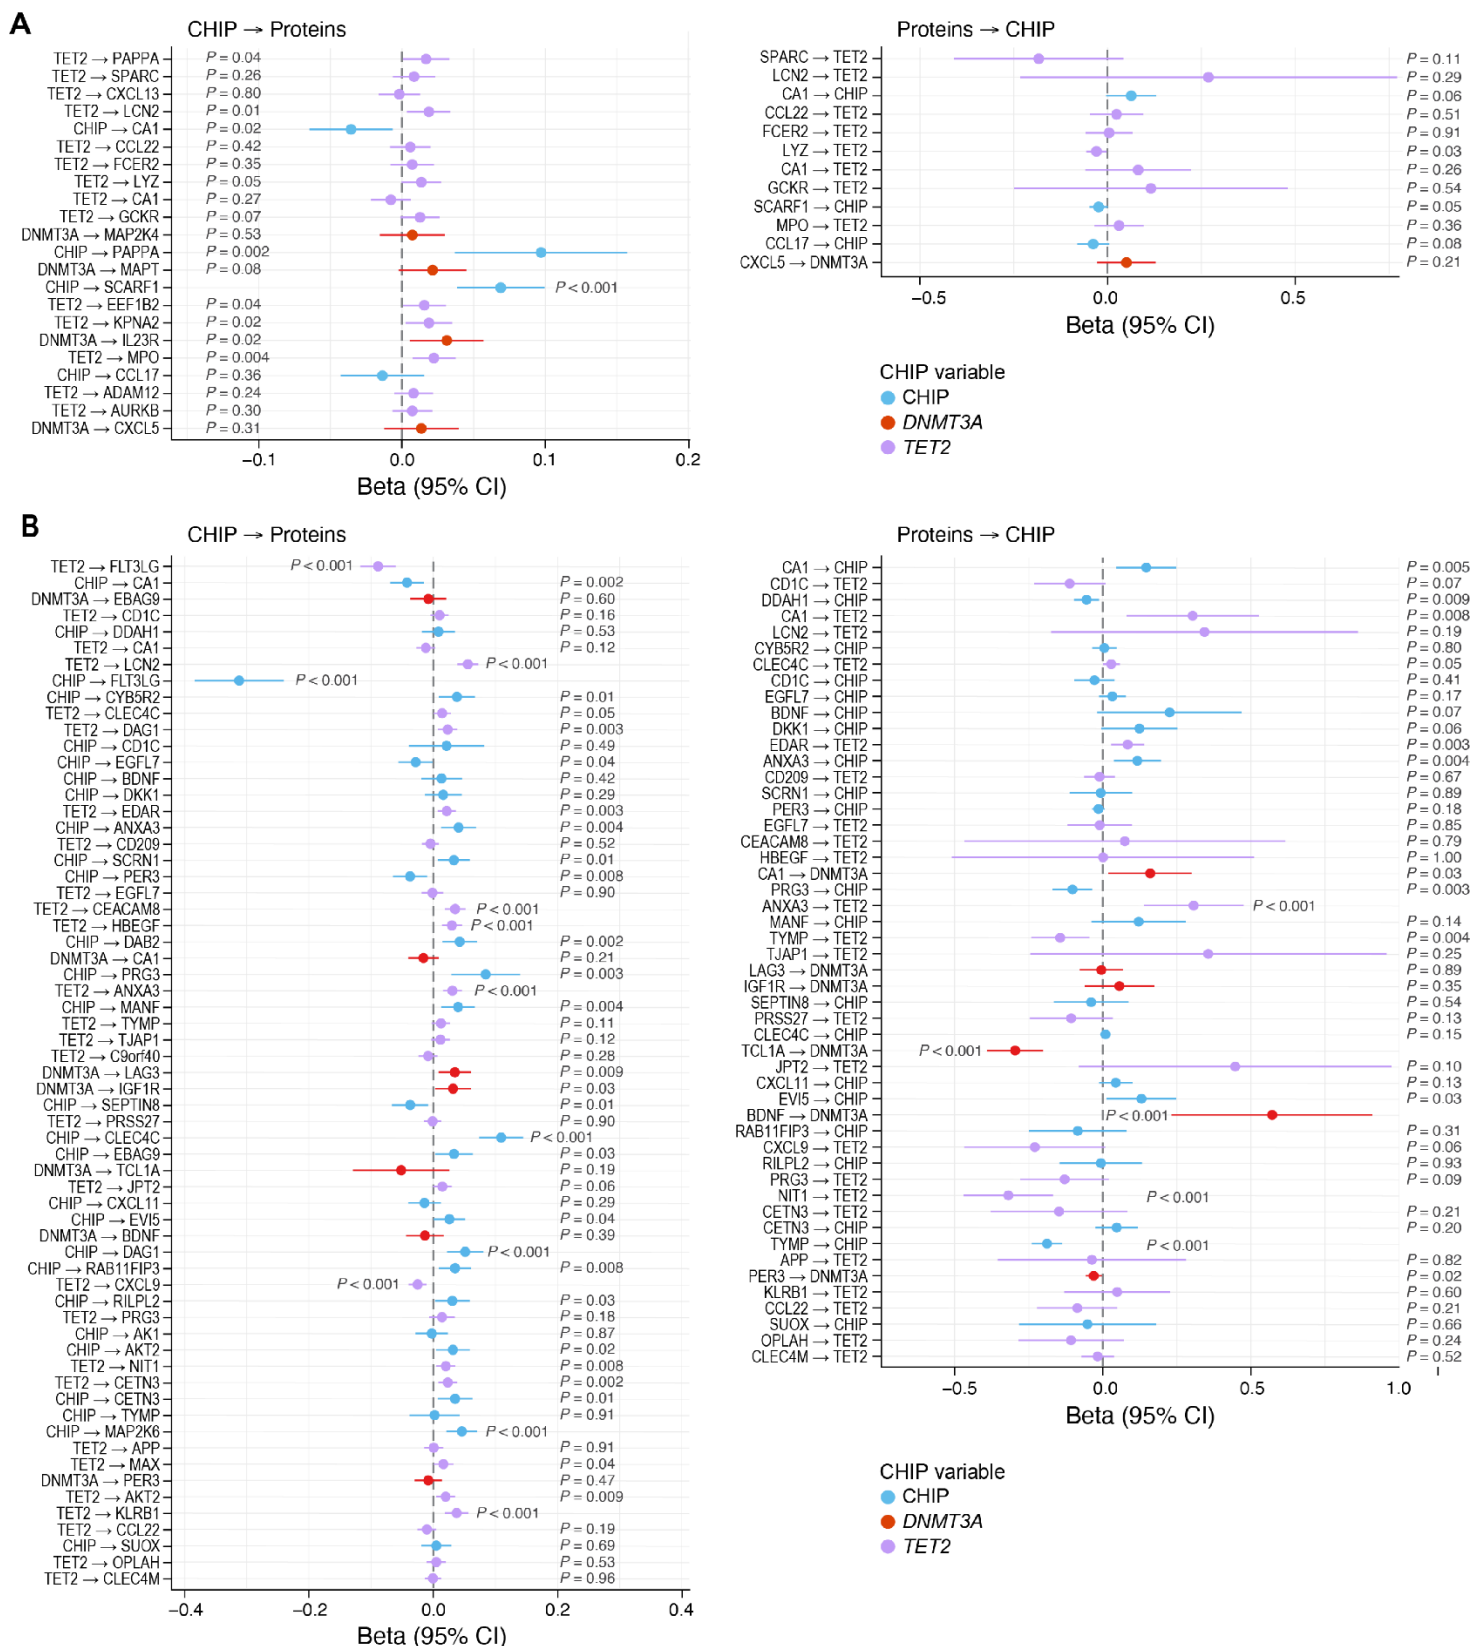 A
CHIP → Proteins
TET2 → PAPPA P = 0.04
TET2 → SPARC P = 0.26
TET2 → CXCL13 P = 0.80
TET2 → LCN2 P = 0.01
CHIP → CA1 P = 0.02
TET2 → CCL22 P = 0.42
TET2 → FCER2 P = 0.35
TET2 → LYZ P = 0.05
TET2 → CA1 P = 0.27
TET2 → GCKR P = 0.07
DNMT3A → MAP2K4 P = 0.53
CHIP → PAPPA P = 0.002
DNMT3A → MAPT P = 0.08
CHIP → SCARF1 P < 0.001
TET2 → EEF1B2 P = 0.04
TET2 → KPNA2 P = 0.02
DNMT3A → IL23R P = 0.02
TET2 → MPO P = 0.004
CHIP → CCL17 P = 0.36
TET2 → ADAM12 P = 0.24
TET2 → AURKB P = 0.30
DNMT3A → CXCL5 P = 0.31
−0.1 0.0 0.1 0.2
Beta (95% CI)
Proteins → CHIP
SPARC → TET2 P = 0.11
LCN2 → TET2 P = 0.29
CA1 → CHIP P = 0.06
CCL22 → TET2 P = 0.51
FCER2 → TET2 P = 0.91
LYZ → TET2 P = 0.03
CA1 → TET2 P = 0.26
GCKR → TET2 P = 0.54
SCARF1 → CHIP P = 0.05
MPO → TET2 P = 0.36
CCL17 → CHIP P = 0.08
CXCL5 → DNMT3A P = 0.21
−0.5 0.0 0.5
Beta (95% CI)
CHIP variable
CHIP
DNMT3A
TET2
B
CHIP → Proteins
TET2 → FLT3LG P < 0.001
CHIP → CA1 P = 0.002
DNMT3A → EBAG9 P = 0.60
TET2 → CD1C P = 0.16
CHIP → DDAH1 P = 0.53
TET2 → CA1 P = 0.12
TET2 → LCN2 P < 0.001
CHIP → FLT3LG P < 0.001
CHIP → CYB5R2 P = 0.01
TET2 → CLEC4C P = 0.05
TET2 → DAG1 P = 0.003
CHIP → CD1C P = 0.49
CHIP → EGFL7 P = 0.04
CHIP → BDNF P = 0.42
CHIP → DKK1 P = 0.29
TET2 → EDAR P = 0.003
CHIP → ANXA3 P = 0.004
TET2 → CD209 P = 0.52
CHIP → SCRN1 P = 0.01
CHIP → PER3 P = 0.008
TET2 → EGFL7 P = 0.90
TET2 → CEACAM8 P < 0.001
TET2 → HBEGF P < 0.001
CHIP → DAB2 P = 0.002
DNMT3A → CA1 P = 0.21
CHIP → PRG3 P = 0.003
TET2 → ANXA3 P < 0.001
CHIP → MANF P = 0.004
TET2 → TYMP P = 0.11
TET2 → TJAP1 P = 0.12
TET2 → C9orf40 P = 0.28
DNMT3A → LAG3 P = 0.009
DNMT3A → IGF1R P = 0.03
CHIP → SEPTIN8 P = 0.01
TET2 → PRSS27 P = 0.90
CHIP → CLEC4C P < 0.001
CHIP → EBAG9 P = 0.03
DNMT3A → TCL1A P = 0.19
TET2 → JPT2 P = 0.06
CHIP → CXCL11 P = 0.29
CHIP → EVI5 P = 0.04
DNMT3A → BDNF P = 0.39
CHIP → DAG1 P < 0.001
CHIP → RAB11FIP3 P = 0.008
TET2 → CXCL9 P < 0.001
CHIP → RILPL2 P = 0.03
TET2 → PRG3 P = 0.18
CHIP → AK1 P = 0.87
CHIP → AKT2 P = 0.02
TET2 → NIT1 P = 0.008
TET2 → CETN3 P = 0.002
CHIP → CETN3 P = 0.01
CHIP → TYMP P = 0.91
CHIP → MAP2K6 P < 0.001
TET2 → APP P = 0.91
TET2 → MAX P = 0.04
DNMT3A → PER3 P = 0.47
TET2 → AKT2 P = 0.009
TET2 → KLRB1 P < 0.001
TET2 → CCL22 P = 0.19
CHIP → SUOX P = 0.69
TET2 → OPLAH P = 0.53
TET2 → CLEC4M P = 0.96
−0.4 −0.2 0.0 0.2 0.4
Beta (95% CI)
Proteins → CHIP
CA1 → CHIP P = 0.005
CD1C → TET2 P = 0.07
DDAH1 → CHIP P = 0.009
CA1 → TET2 P = 0.008
LCN2 → TET2 P = 0.19
CYB5R2 → CHIP P = 0.80
CLEC4C → TET2 P = 0.05
CD1C → CHIP P = 0.41
EGFL7 → CHIP P = 0.17
BDNF → CHIP P = 0.07
DKK1 → CHIP P = 0.06
EDAR → TET2 P = 0.003
ANXA3 → CHIP P = 0.004
CD209 → TET2 P = 0.67
SCRN1 → CHIP P = 0.89
PER3 → CHIP P = 0.18
EGFL7 → TET2 P = 0.85
CEACAM8 → TET2 P = 0.79
HBEGF → TET2 P = 1.00
CA1 → DNMT3A P = 0.03
PRG3 → CHIP P = 0.003
ANXA3 → TET2 P < 0.001
MANF → CHIP P = 0.14
TYMP → TET2 P = 0.004
TJAP1 → TET2 P = 0.25
LAG3 → DNMT3A P = 0.89
IGF1R → DNMT3A P = 0.35
SEPTIN8 → CHIP P = 0.54
PRSS27 → TET2 P = 0.13
CLEC4C → CHIP P = 0.15
TCL1A → DNMT3A P < 0.001
JPT2 → TET2 P = 0.10
CXCL11 → CHIP P = 0.13
EVI5 → CHIP P = 0.03
BDNF → DNMT3A P < 0.001
RAB11FIP3 → CHIP P = 0.31
CXCL9 → TET2 P = 0.06
RILPL2 → CHIP P = 0.93
PRG3 → TET2 P = 0.09
NIT1 → TET2 P < 0.001
CETN3 → TET2 P = 0.21
CETN3 → CHIP P = 0.20
TYMP → CHIP P < 0.001
APP → TET2 P = 0.82
PER3 → DNMT3A P = 0.02
KLRB1 → TET2 P = 0.60
CCL22 → TET2 P = 0.21
SUOX → CHIP P = 0.66
OPLAH → TET2 P = 0.24
CLEC4M → TET2 P = 0.52
−0.5 0.0 0.5 1.0
Beta (95% CI)
CHIP variable
CHIP
DNMT3A
TET2